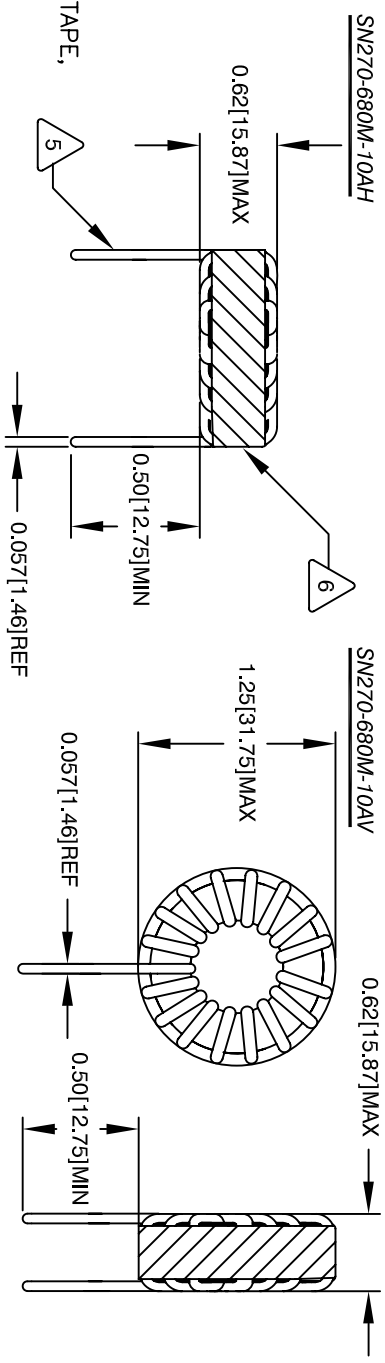 SN270-680M-10AH
0.62[15.87]MAX
TAPE,
5
6
0.50[12.75]MIN
0.057[1.46]REF
SN270-680M-10AV
1.25[31.75]MAX
0.057[1.46]REF
0.62[15.87]MAX
0.50[12.75]MIN